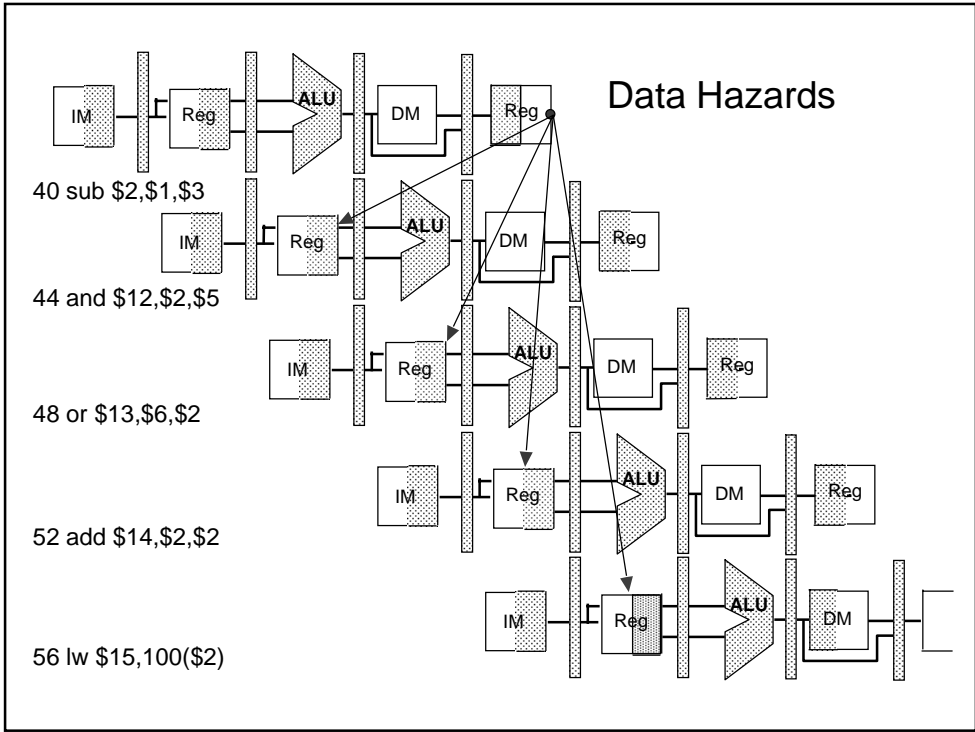 Data Hazards
IM Reg ALU DM Reg
40 sub $2,$1,$3
IM Reg ALU DM Reg
44 and $12,$2,$5
IM Reg ALU DM Reg
48 or $13,$6,$2
IM Reg ALU DM Reg
52 add $14,$2,$2
IM Reg ALU DM
56 lw $15,100($2)